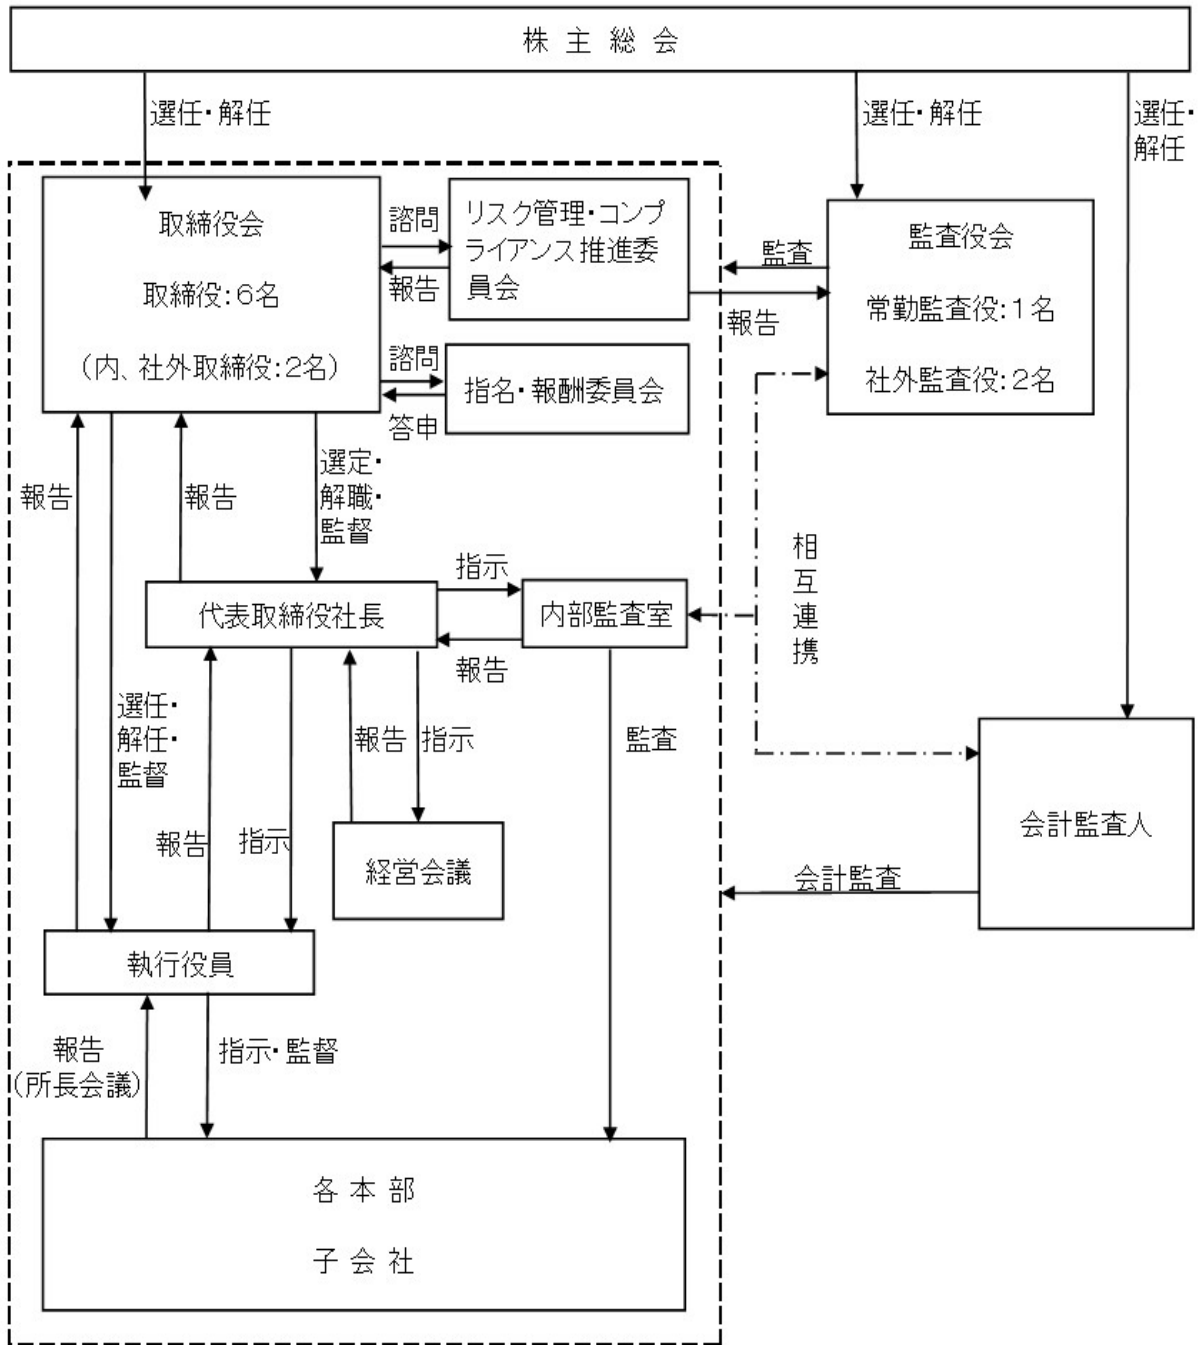 株 主 総 会
選任・解任
選任・解任
選任・
解任
取締役会
取締役:6名
(内、社外取締役:2名)
諮問
報告
リスク管理・コンプ
ライアンス推進委
員会
諮問
答申
指名・報酬委員会
監査
報告
監査役会
常勤監査役:1名
社外監査役:2名
報告
報告
選定・
解職・
監督
指示
代表取締役社長
内部監査室
報告
相
互
連
携
選任・
解任・
監督
報告
指示
監査
報告
指示
経営会議
会計監査人
会計監査
執行役員
報告
(所長会議)
指示・監督
各 本 部
子 会 社